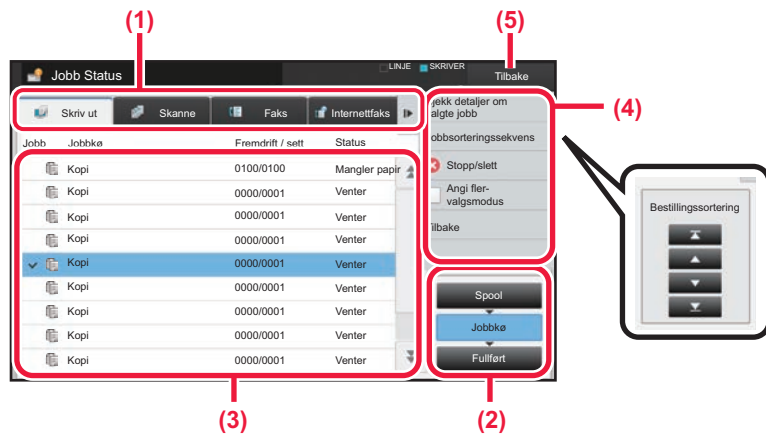 (1)
(5)
Jobb Status
LINJE
SKRIVER
Tilbake
Skriv ut
Skanne
Faks
Internettfaks
jekk detaljer om
algte jobb
(4)
Jobb
Jobbkø
Fremdrift / sett
Status
obbsorteringssekvens
Kopi 0100/0100 Mangler papir
Stopp/slett
Kopi 0000/0001 Venter
Angi fler-
valgsmodus
Kopi 0000/0001 Venter
ilbake
Kopi 0000/0001 Venter
Kopi 0000/0001 Venter
Kopi 0000/0001 Venter
Kopi 0000/0001 Venter
Kopi 0000/0001 Venter
Kopi 0000/0001 Venter
Bestillingssortering
Spool
Jobbkø
Fullført
(3)
(2)